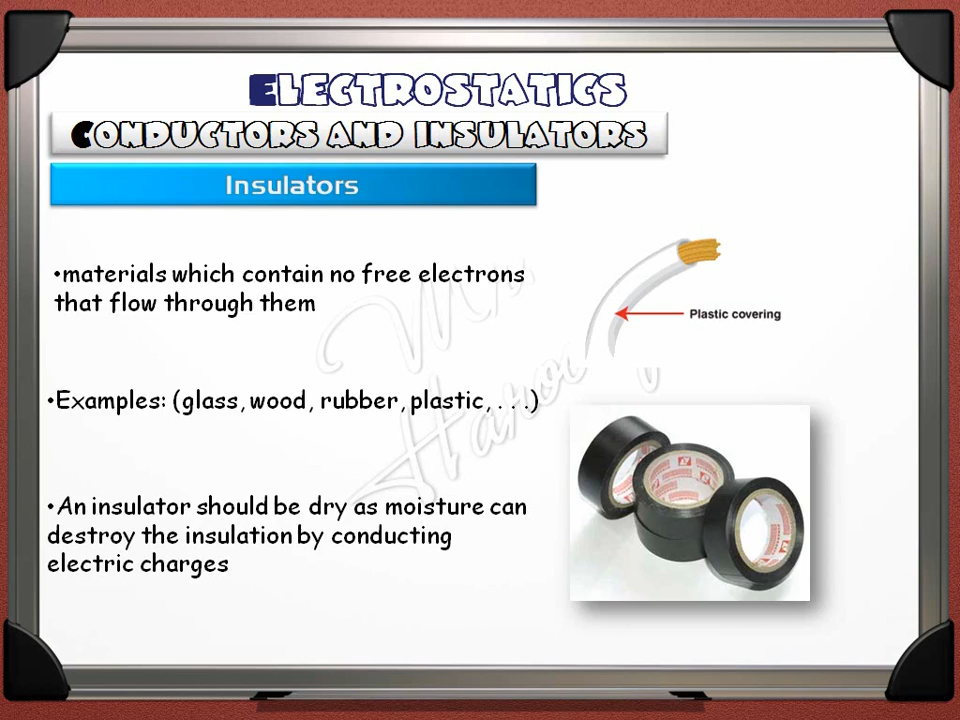 Electrostatics
Conductors and Insulators
Insulators
•materials which contain no free electrons
that flow through them
Plastic covering
•Examples: (glass, wood, rubber, plastic, . . .)
•An insulator should be dry as moisture can
destroy the insulation by conducting
electric charges